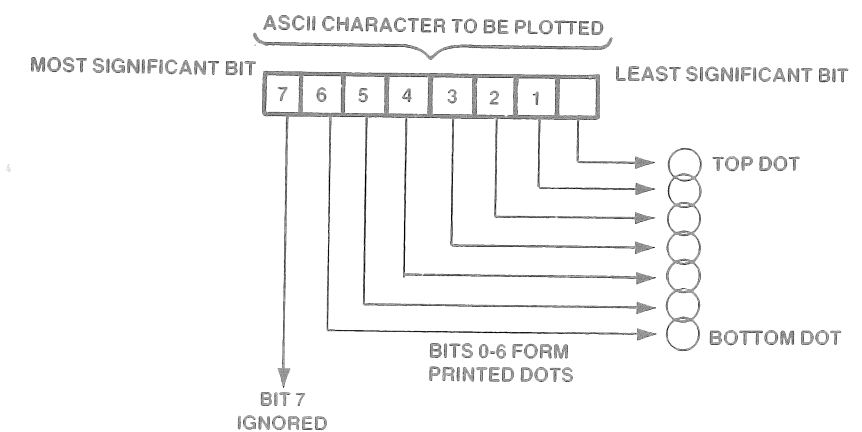 ASCII CHARACTER TO BE PLOTTED
MOST SIGNIFICANT BIT
LEAST SIGNIFICANT BIT
7 6 5 4 3 2 1
TOP DOT
BOTTOM DOT
BITS 0-6 FORM
PRINTED DOTS
BIT 7
IGNORED